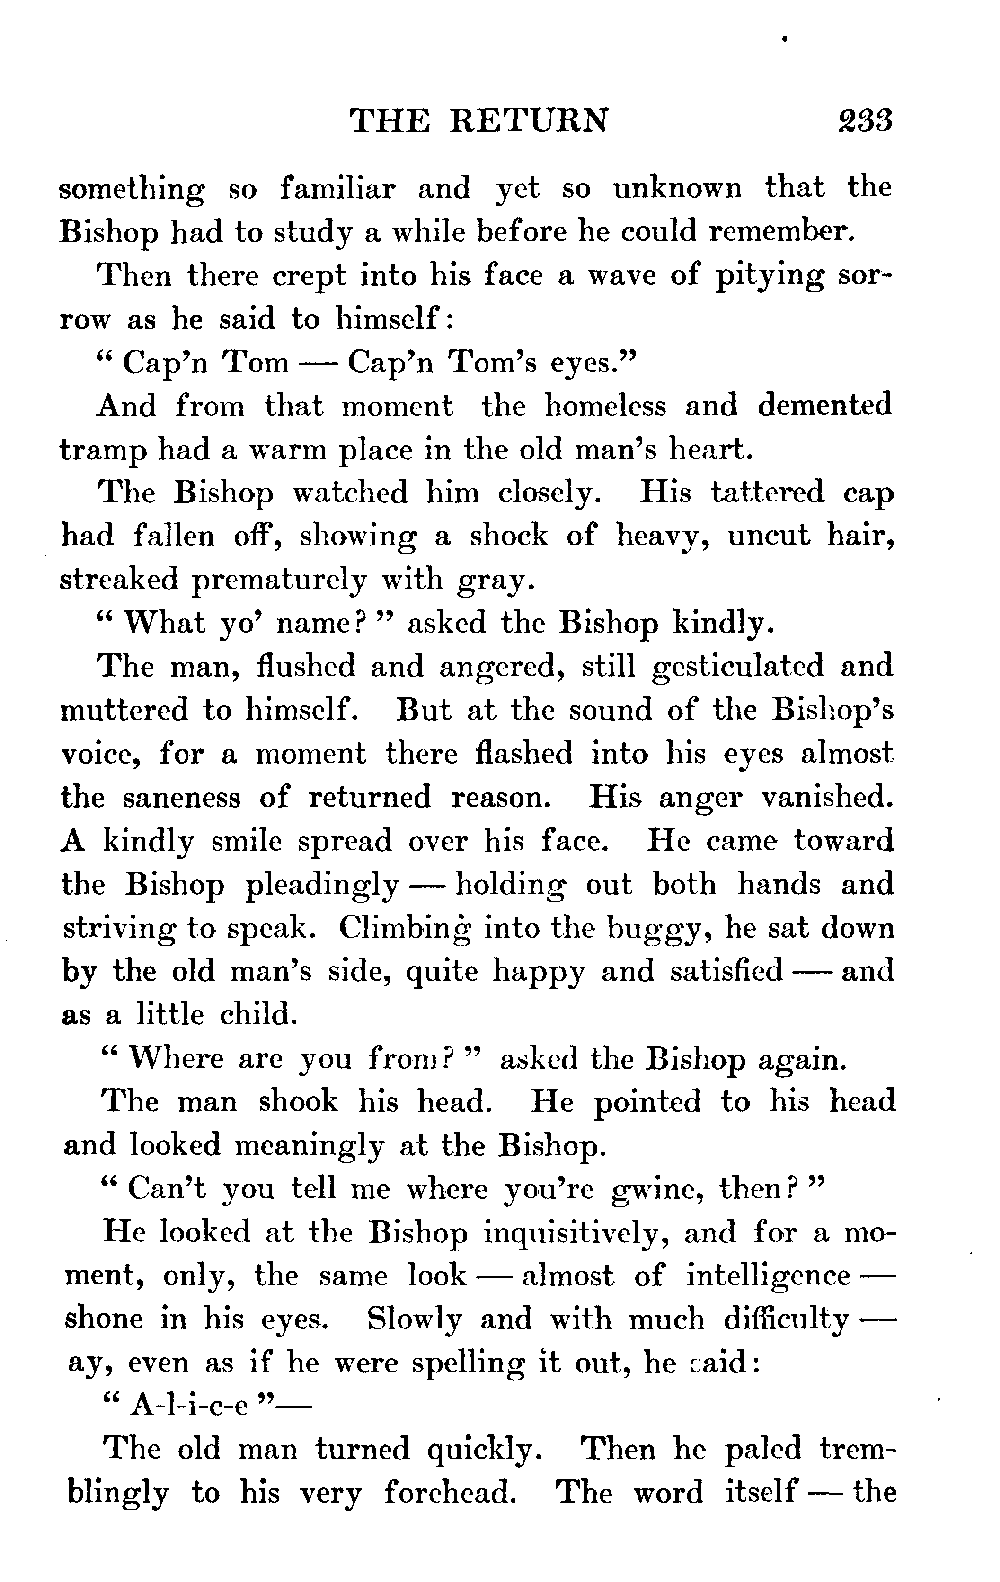 THE RETURN 233
something so familiar and yet so unknown that the
Bishop had to study a while before he could remember.
Then there crept into his face a wave of pitying sor-
row as he said to himself:
“ Cap’n Tom — Cap’n Tom’s eyes.”
And from that moment the homeless and demented
tramp had a warm place in the old man’s heart.
The Bishop watched him closely. His tattered cap
had fallen off, showing a shock of heavy, uncut hair,
streaked prematurely with gray.
“ What yo’ name? ” asked the Bishop kindly.
The man, flushed and angered, still gesticulated and
muttered to himself. But at the sound of the Bishop’s
voice, for a moment there flashed into his eyes almost
the saneness of returned reason. His anger vanished.
A kindly smile spread over his face. He came toward
the Bishop pleadingly — holding out both hands and
striving to speak. Climbing into the buggy, he sat down
by the old man’s side, quite happy and satisfied — and
as a little child.
“ Where are you from? ” asked the Bishop again.
The man shook his head. He pointed to his head
and looked meaningly at the Bishop.
“ Can’t you tell me where you’re gwine, then? ”
He looked at the Bishop inquisitively, and for a mo-
ment, only, the same look — almost of intelligence —
shone in his eyes. Slowly and with much difficulty —
ay, even as if he were spelling it out, he said:
“ A-l-i-c-e ”—
The old man turned quickly. Then he paled trem-
blingly to his very forehead. The word itself — the